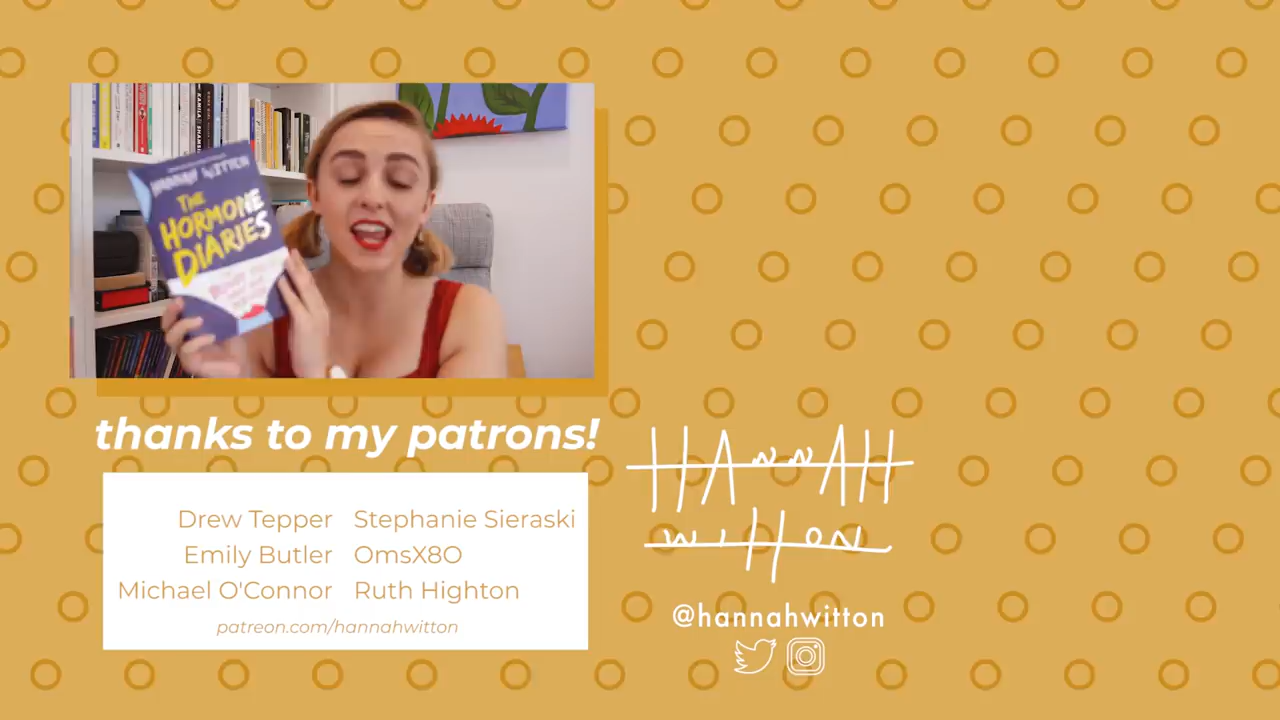 HANNAH WITTON
THE
HORMONE
DIARIES
thanks to my patrons!
Drew Tepper Stephanie Sieraski
Emily Butler OmsX8O
Michael O'Connor Ruth Highton
patreon.com/hannahwitton
HAnnAH
wiTTON
@hannahwitton